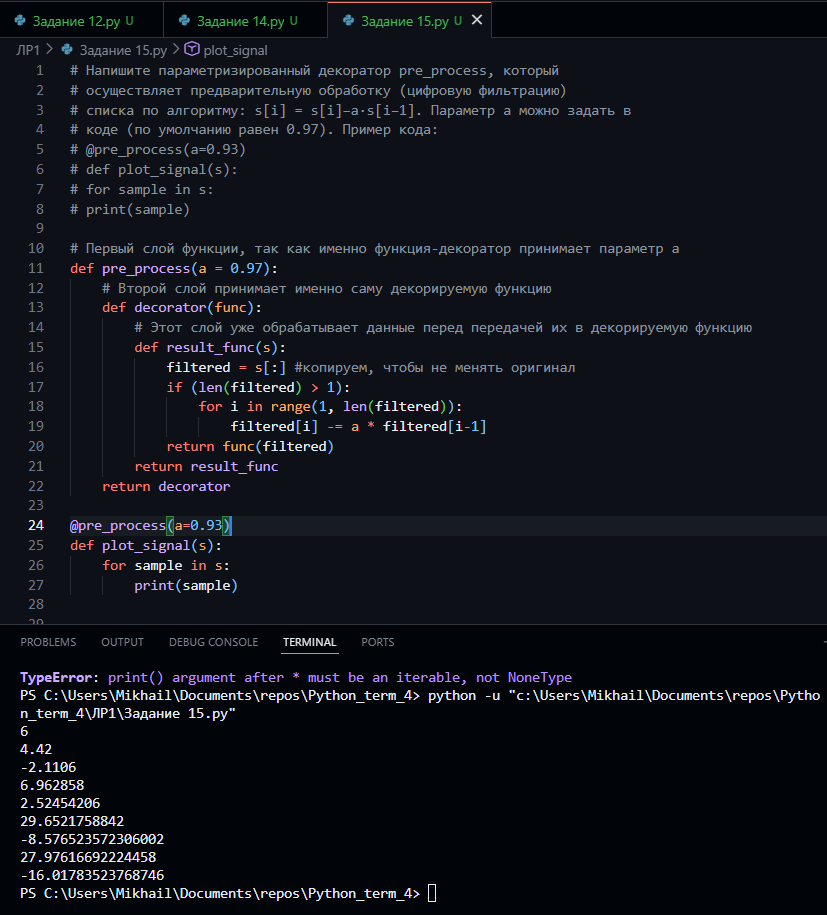 Задание 12.py U Задание 14.py U Задание 15.py U
ЛР1 > Задание 15.py > plot_signal
1 # Напишите параметризированный декоратор pre_process, который
2 # осуществляет предварительную обработку (цифровую фильтрацию)
3 # списка по алгоритму: s[i] = s[i]–a·s[i–1]. Параметр a можно задать в
4 # коде (по умолчанию равен 0.97). Пример кода:
5 # @pre_process(a=0.93)
6 # def plot_signal(s):
7 # for sample in s:
8 # print(sample)
9
10 # Первый слой функции, так как именно функция-декоратор принимает параметр a
11 def pre_process(a = 0.97):
12 # Второй слой принимает именно саму декорируемую функцию
13 def decorator(func):
14 # Этот слой уже обрабатывает данные перед передачей их в декорируемую функцию
15 def result_func(s):
16 filtered = s[:] #копируем, чтобы не менять оригинал
17 if (len(filtered) > 1):
18 for i in range(1, len(filtered)):
19 filtered[i] -= a * filtered[i-1]
20 return func(filtered)
21 return result_func
22 return decorator
23
24 @pre_process(a=0.93)
25 def plot_signal(s):
26 for sample in s:
27 print(sample)
28
29
PROBLEMS OUTPUT DEBUG CONSOLE TERMINAL PORTS
TypeError: print() argument after * must be an iterable, not NoneType
PS C:\Users\Mikhail\Documents\repos\Python_term_4> python -u "c:\Users\Mikhail\Documents\repos\Pytho
n_term_4\ЛР1\Задание 15.py"
6
4.42
-2.1106
6.962858
2.52454206
29.6521758842
-8.576523572306002
27.97616692224458
-16.01783523768746
PS C:\Users\Mikhail\Documents\repos\Python_term_4>